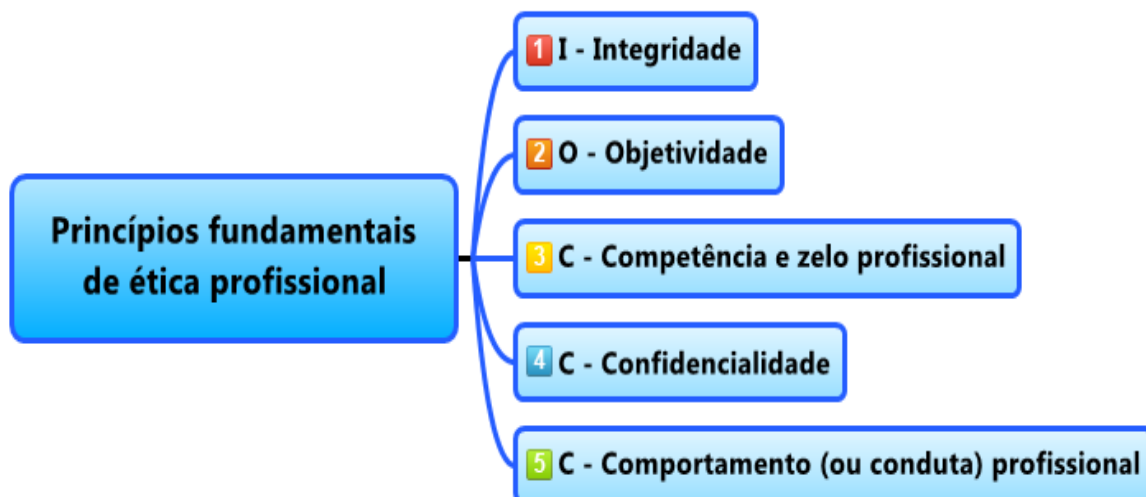 Princípios fundamentais
de ética profissional
1 I - Integridade
2 O - Objetividade
3 C - Competência e zelo profissional
4 C - Confidencialidade
5 C - Comportamento (ou conduta) profissional